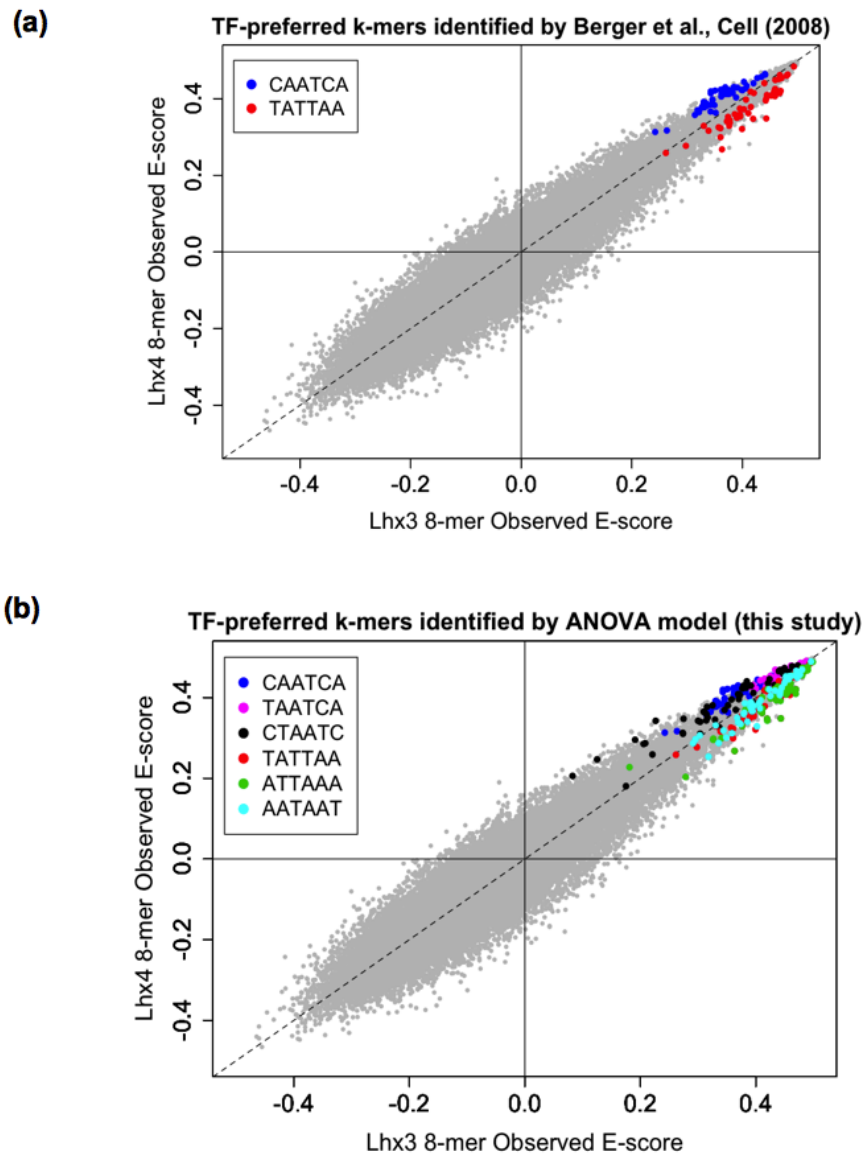 (a)
TF-preferred k-mers identified by Berger et al., Cell (2008)
CAATCA
TATTAA
0.4
0.2
0.0
-0.2
-0.4
Lhx4 8-mer Observed E-score
-0.4
-0.2
0.0
0.2
0.4
Lhx3 8-mer Observed E-score
(b)
TF-preferred k-mers identified by ANOVA model (this study)
CAATCA
TAATCA
CTAATC
TATTAA
ATTAAA
AATAAT
0.4
0.2
0.0
-0.2
-0.4
Lhx4 8-mer Observed E-score
-0.4
-0.2
0.0
0.2
0.4
Lhx3 8-mer Observed E-score